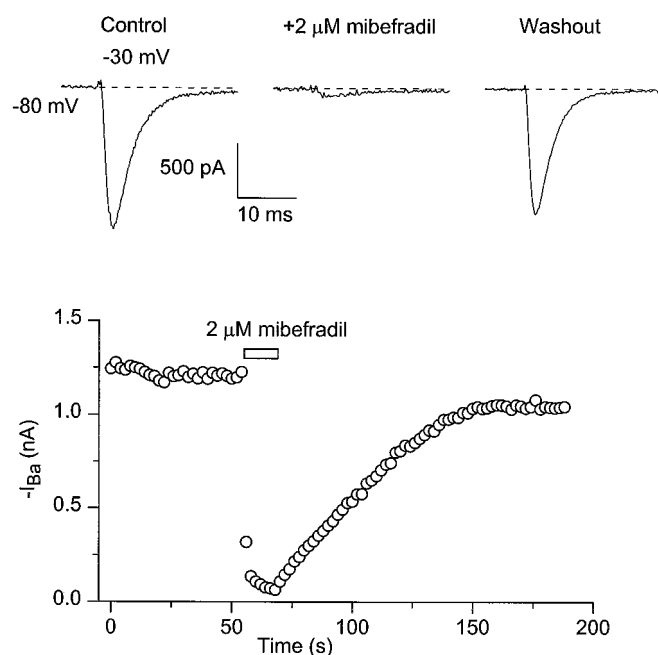 Control
+2 μM mibefradil
Washout
-30 mV
-80 mV
500 pA
10 ms
2 μM mibefradil
1.5
1.0
0.5
0.0
-I_Ba (nA)
0
50
100
150
200
Time (s)